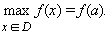 max f(x) = f(a).
x∈D